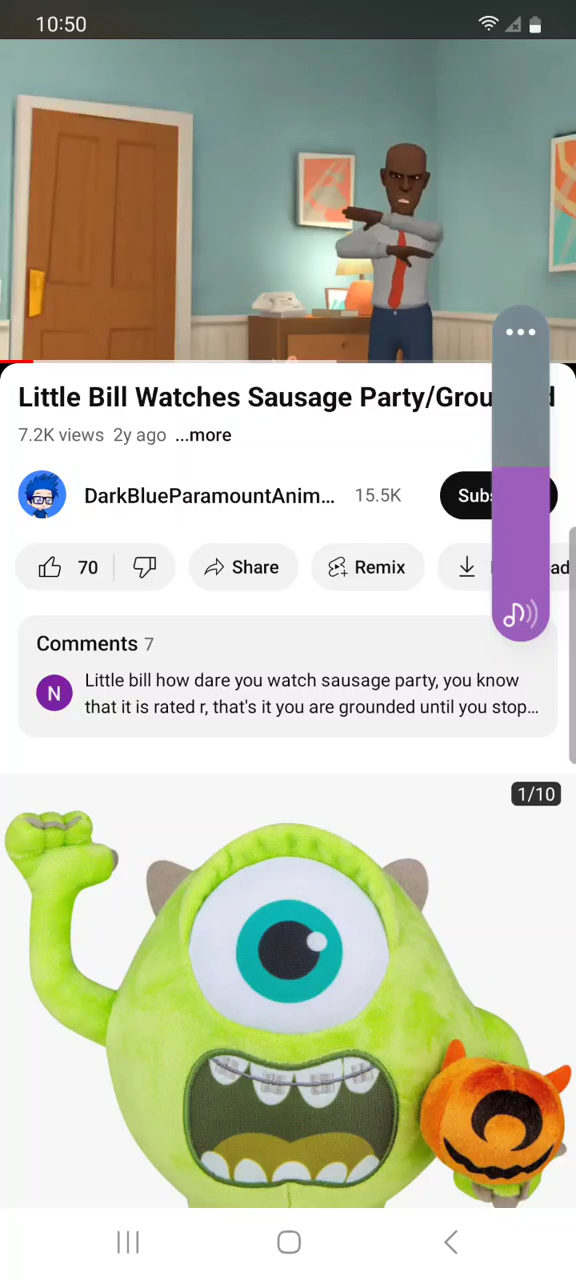 10:50
Little Bill Watches Sausage Party/Grou d
7.2K views 2y ago ...more
DarkBlueParamountAnim... 15.5K Subs
70 Share Remix ad
Comments 7
N
Little bill how dare you watch sausage party, you know
that it is rated r, that's it you are grounded until you stop...
1/10